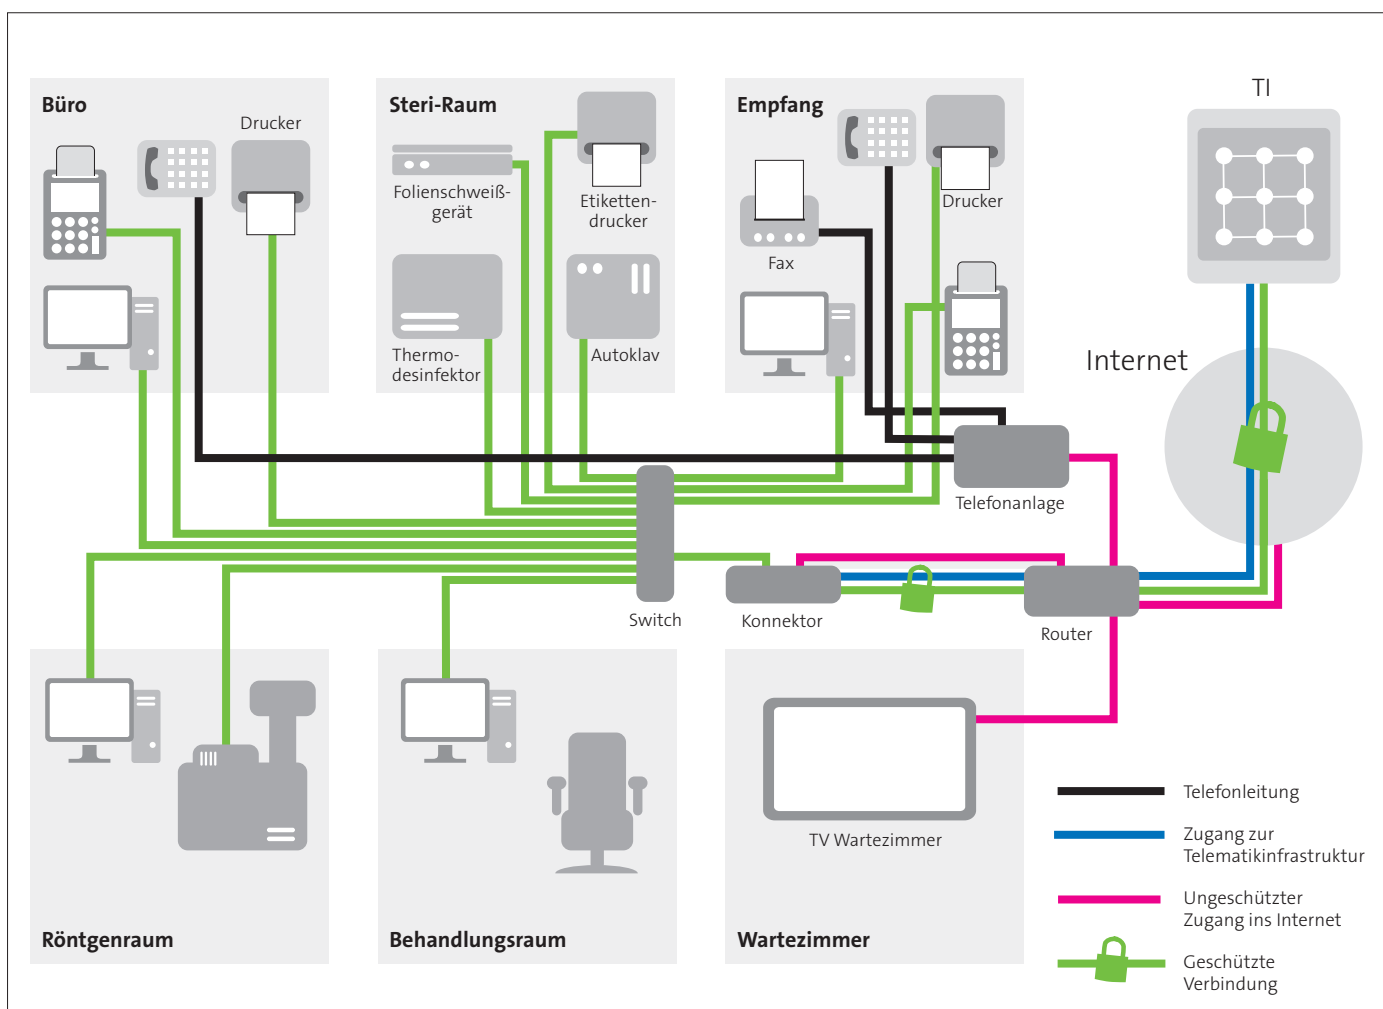 Büro
Drucker
Steri-Raum
Folienschweiß-
gerät
Etiketten-
drucker
Thermo-
desinfektor
Autoklav
Empfang
Fax
Drucker
TI
Internet
Telefonanlage
Switch
Konnektor
Router
Röntgenraum
Behandlungsraum
TV Wartezimmer
Wartezimmer
Telefonleitung
Zugang zur
Telematikinfrastruktur
Ungeschützter
Zugang ins Internet
Geschützte
Verbindung